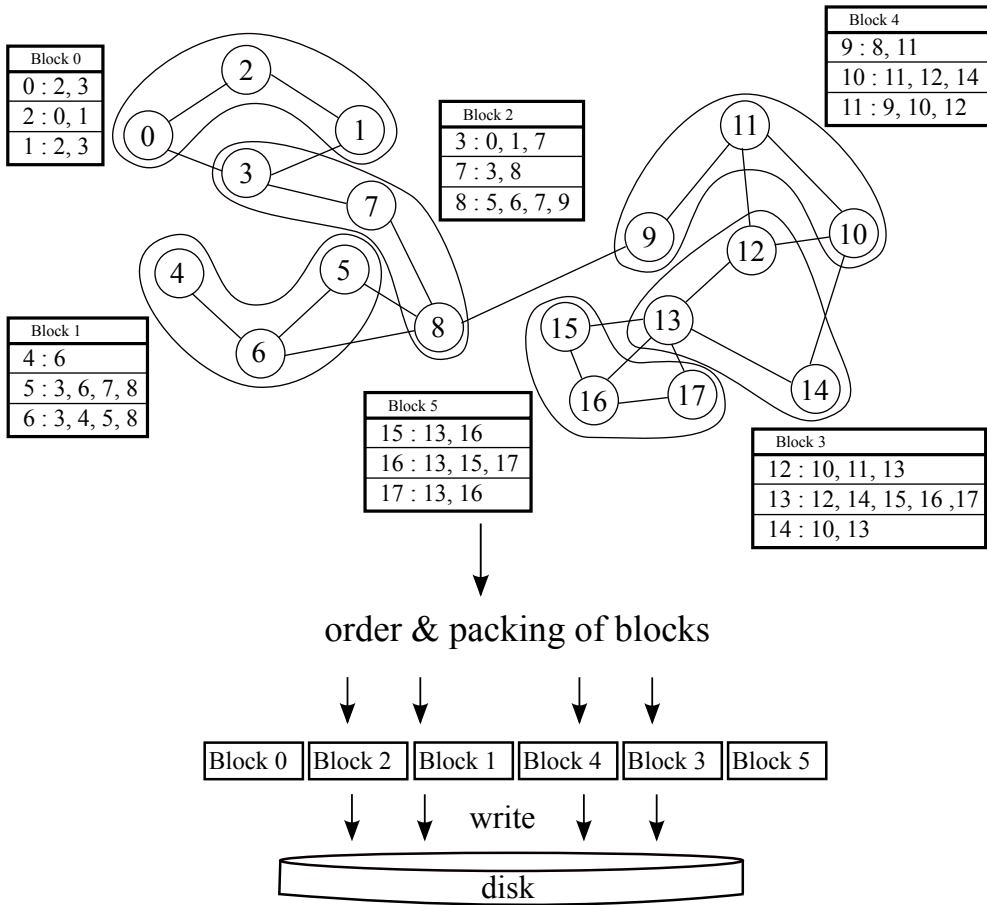 Block 0
0 : 2, 3
2 : 0, 1
1 : 2, 3
Block 4
9 : 8, 11
10 : 11, 12, 14
11 : 9, 10, 12
Block 2
3 : 0, 1, 7
7 : 3, 8
8 : 5, 6, 7, 9
2
0
1
3
7
4
5
6
8
11
9
12
10
15
13
16
17
14
Block 1
4 : 6
5 : 3, 6, 7, 8
6 : 3, 4, 5, 8
Block 5
15 : 13, 16
16 : 13, 15, 17
17 : 13, 16
Block 3
12 : 10, 11, 13
13 : 12, 14, 15, 16 ,17
14 : 10, 13
order & packing of blocks
Block 0 Block 2 Block 1 Block 4 Block 3 Block 5
write
disk